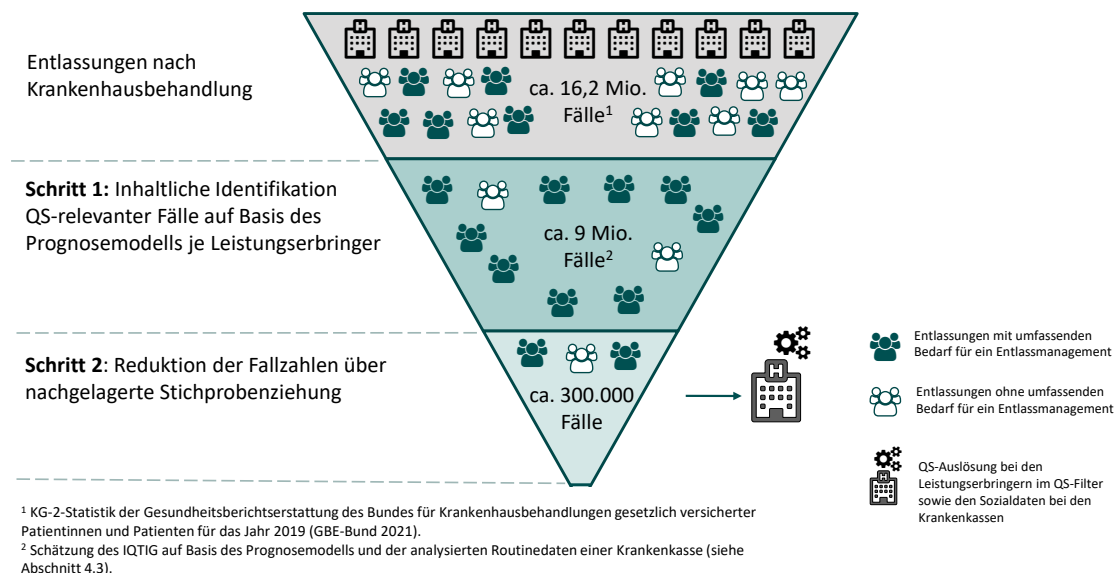 Entlassungen nach
Krankenhausbehandlung
ca. 16,2 Mio.
Fälle¹
Schritt 1: Inhaltliche Identifikation
QS-relevanter Fälle auf Basis des
Prognosemodells je Leistungserbringer
ca. 9 Mio.
Fälle²
Schritt 2: Reduktion der Fallzahlen über
nachgelagerte Stichprobenziehung
ca. 300.000
Fälle
Entlassungen mit umfassenden
Bedarf für ein Entlassmanagement
Entlassungen ohne umfassenden
Bedarf für ein Entlassmanagement
QS-Auslösung bei den
Leistungserbringern im QS-Filter
sowie den Sozialdaten bei den
Krankenkassen
¹ KG-2-Statistik der Gesundheitsberichtserstattung des Bundes für Krankenhausbehandlungen gesetzlich versicherter
Patientinnen und Patienten für das Jahr 2019 (GBE-Bund 2021).
² Schätzung des IQTIG auf Basis des Prognosemodells und der analysierten Routinedaten einer Krankenkasse (siehe
Abschnitt 4.3).